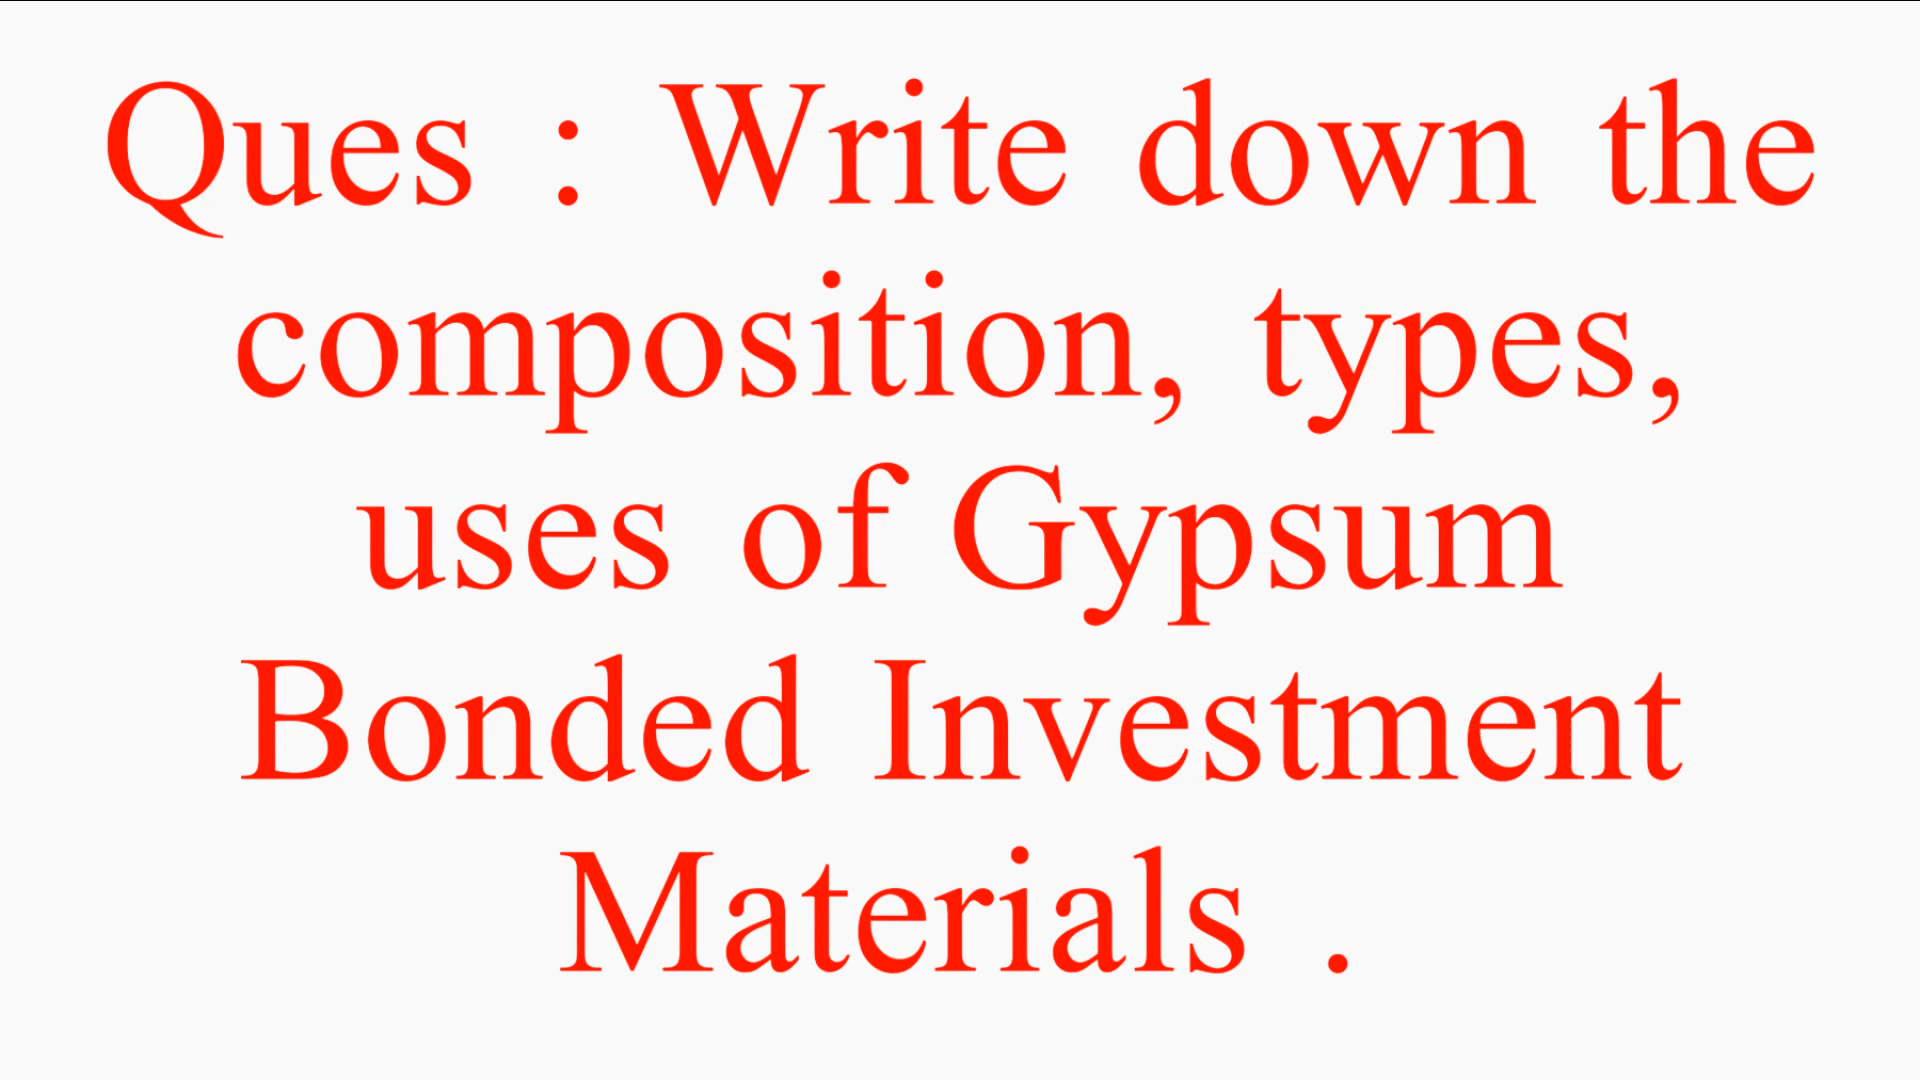 Ques : Write down the
composition, types,
uses of Gypsum
Bonded Investment
Materials .